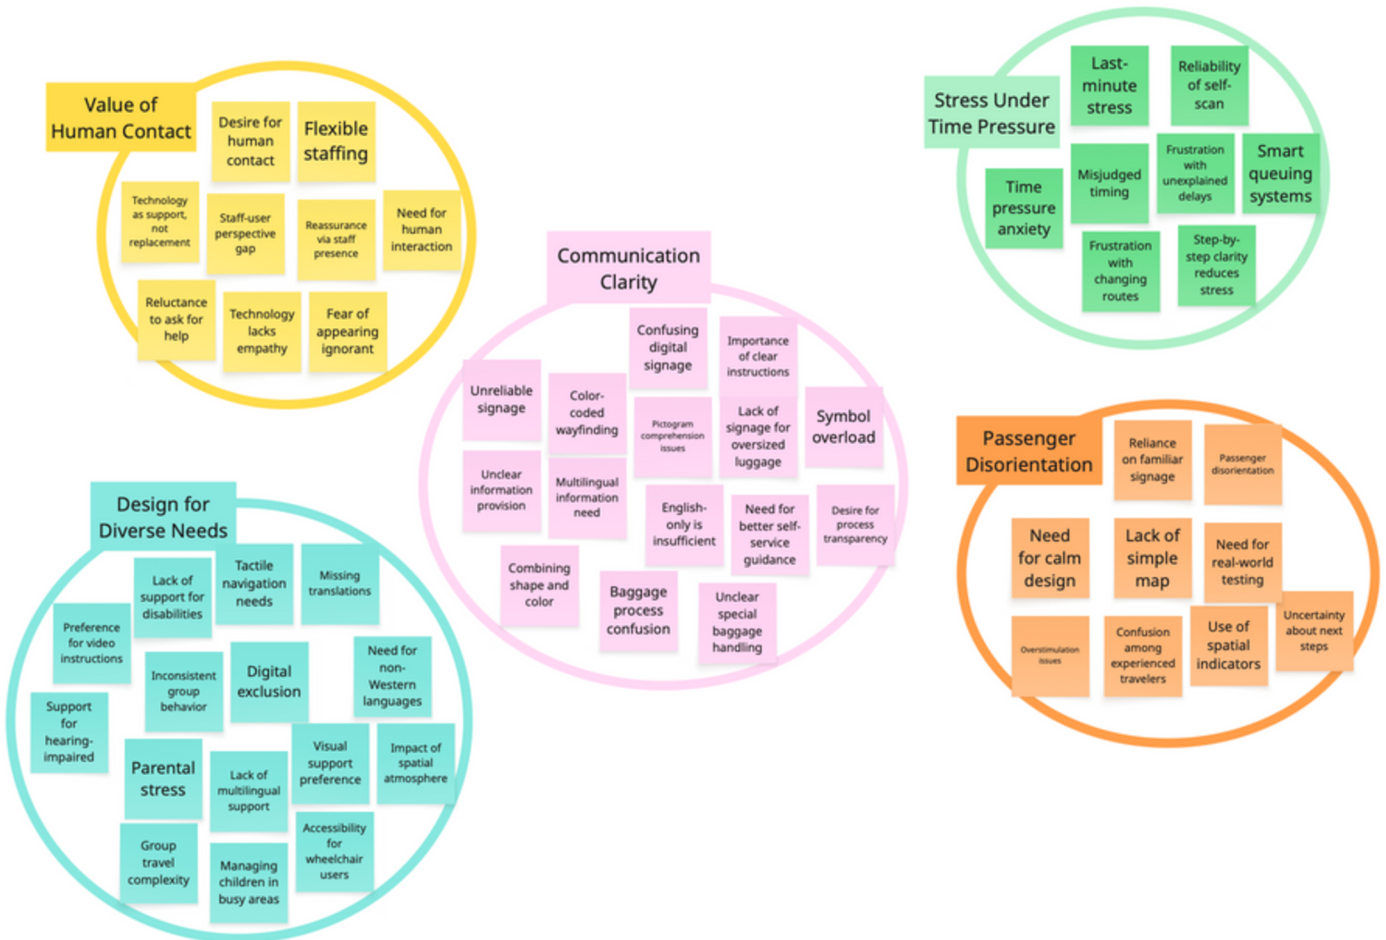 Value of
Human Contact
Desire for
human
contact
Flexible
staffing
Technology
as support,
not
replacement
Staff-user
perspective
gap
Reassurance
via staff
presence
Need for
human
interaction
Reluctance
to ask for
help
Technology
lacks
empathy
Fear of
appearing
ignorant
Stress Under
Time Pressure
Last-
minute
stress
Reliability
of self-
scan
Time
pressure
anxiety
Misjudged
timing
Frustration
with
unexplained
delays
Smart
queuing
systems
Frustration
with
changing
routes
Step-by-
step clarity
reduces
stress
Communication
Clarity
Confusing
digital
signage
Importance
of clear
instructions
Unreliable
signage
Color-
coded
wayfinding
Pictogram
comprehension
issues
Lack of
signage for
oversized
luggage
Symbol
overload
Unclear
information
provision
Multilingual
information
need
English-
only is
insufficient
Need for
better self-
service
guidance
Desire for
process
transparency
Combining
shape and
color
Baggage
process
confusion
Unclear
special
baggage
handling
Passenger
Disorientation
Reliance
on familiar
signage
Passenger
disorientation
Need
for calm
design
Lack of
simple
map
Need for
real-world
testing
Overstimulation
issues
Confusion
among
experienced
travelers
Use of
spatial
indicators
Uncertainty
about next
steps
Design for
Diverse Needs
Lack of
support for
disabilities
Tactile
navigation
needs
Missing
translations
Preference
for video
instructions
Inconsistent
group
behavior
Digital
exclusion
Need for
non-
Western
languages
Support
for
hearing-
impaired
Parental
stress
Lack of
multilingual
support
Visual
support
preference
Impact of
spatial
atmosphere
Group
travel
complexity
Managing
children in
busy areas
Accessibility
for
wheelchair
users